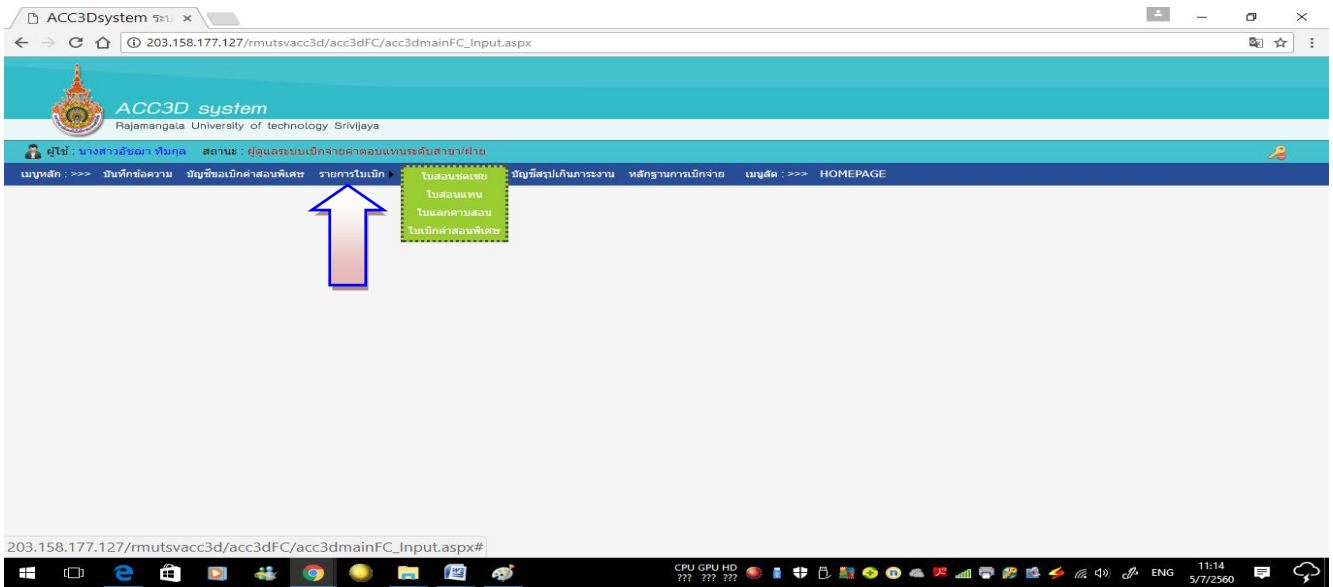 ACC3Dsystem ระบ
203.158.177.127/rmutsvacc3d/acc3dFC/acc3dmainFC_Input.aspx
ACC3D system
Rajamangala University of technology Srivijaya
ผู้ใช้ : นางสาวอัชฌา ทีมกุล สถานะ : ผู้ดูแลระบบเบิกจ่ายค่าตอบแทนระดับสาขา/ฝ่าย
เมนูหลัก : >>> บันทึกข้อความ บัญชีขอเบิกค่าสอนพิเศษ รายการใบเบิก ใบสอนชดเชย บัญชีสรุปเกินภาระงาน หลักฐานการเบิกจ่าย เมนูลัด : >>> HOMEPAGE
ใบสอนแทน
ใบแลกคาบสอน
ใบเบิกค่าสอนพิเศษ
203.158.177.127/rmutsvacc3d/acc3dFC/acc3dmainFC_Input.aspx#
CPU GPU HD
??? ??? ???
ENG
11:14
5/7/2560